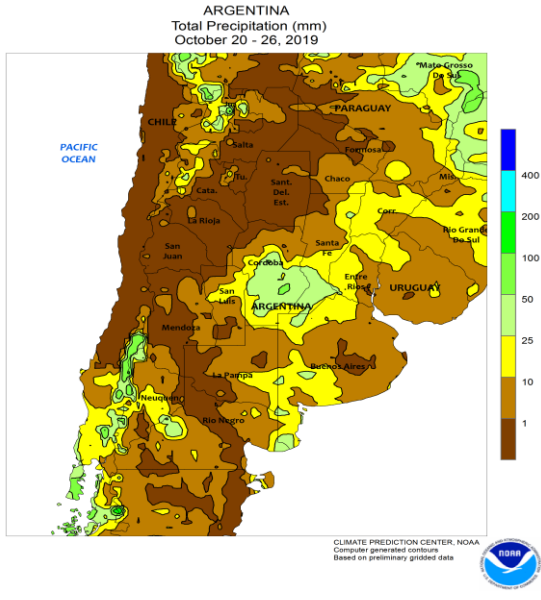 ARGENTINA
Total Precipitation (mm)
October 20 - 26, 2019
Mato Grosso
Do Sul
Juj.
PARAGUAY
CHILE
PACIFIC
OCEAN
Salta
Formosa
Tu.
Chaco
Mis.
Cata.
Sant.
Del.
Est.
Corr.
La Rioja
Rio Grande
Do Sul
San
Juan
Santa
Fe
Cordoba
Entre
Rios
URUGUAY
San
Luis
ARGENTINA
Mendoza
Buenos Aires
La Pampa
Neuquen
Rio Negro
400
200
100
50
25
10
1
CLIMATE PREDICTION CENTER, NOAA
Computer generated contours
Based on preliminary gridded data
NOAA